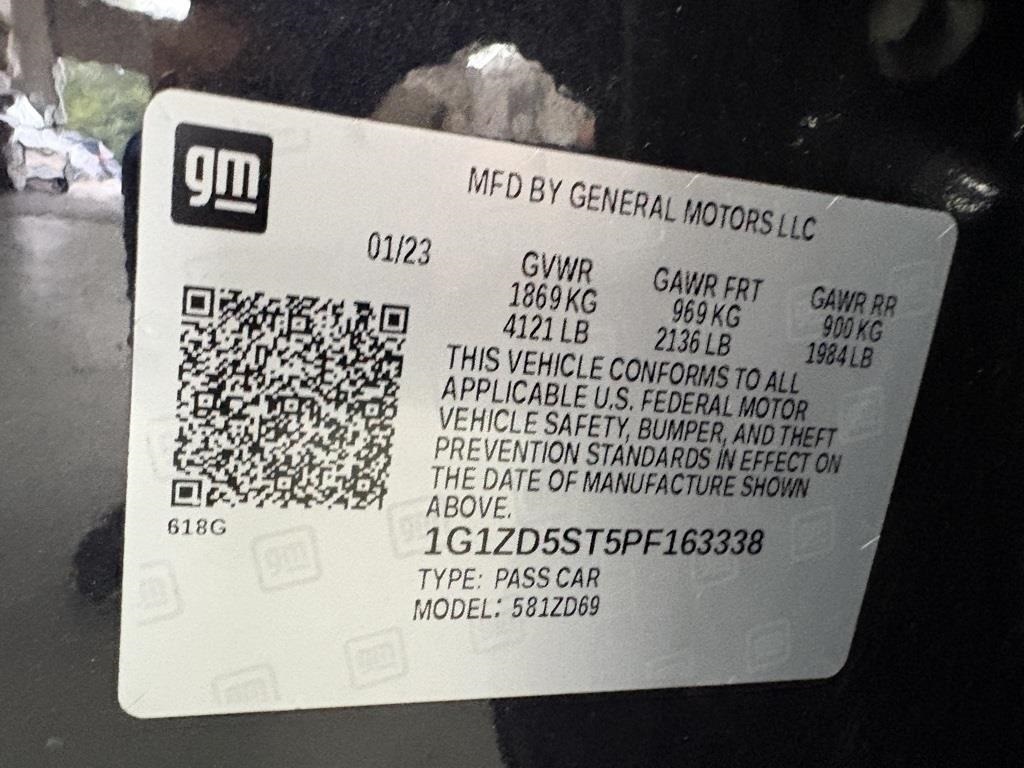 gm
MFD BY GENERAL MOTORS LLC
01/23
GVWR
1869 KG
4121 LB
GAWR FRT
969 KG
2136 LB
GAWR RR
900 KG
1984 LB
THIS VEHICLE CONFORMS TO ALL
APPLICABLE U.S. FEDERAL MOTOR
VEHICLE SAFETY, BUMPER, AND THEFT
PREVENTION STANDARDS IN EFFECT ON
THE DATE OF MANUFACTURE SHOWN
ABOVE.
618G
1G1ZD5ST5PF163338
TYPE: PASS CAR
MODEL: 581ZD69